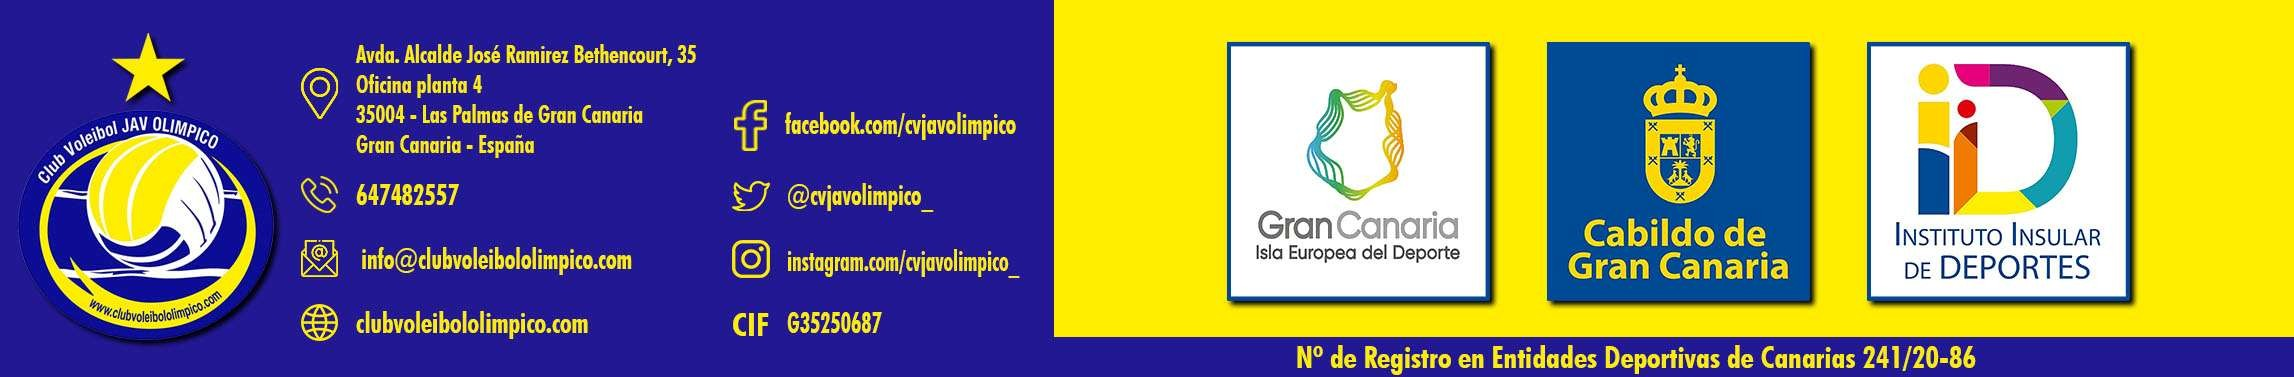 Club Voleibol JAV OLIMPICO
www.clubvoleibololimpico.com
Avda. Alcalde José Ramirez Bethencourt, 35
Oficina planta 4
35004 - Las Palmas de Gran Canaria
Gran Canaria - España
647482557
info@clubvoleibololimpico.com
clubvoleibololimpico.com
facebook.com/cvjavolimpico
@cvjavolimpico_
instagram.com/cvjavolimpico_
CIF G35250687
Gran Canaria
Isla Europea del Deporte
Cabildo de
Gran Canaria
iiD
INSTITUTO INSULAR
DE DEPORTES
Nº de Registro en Entidades Deportivas de Canarias 241/20-86